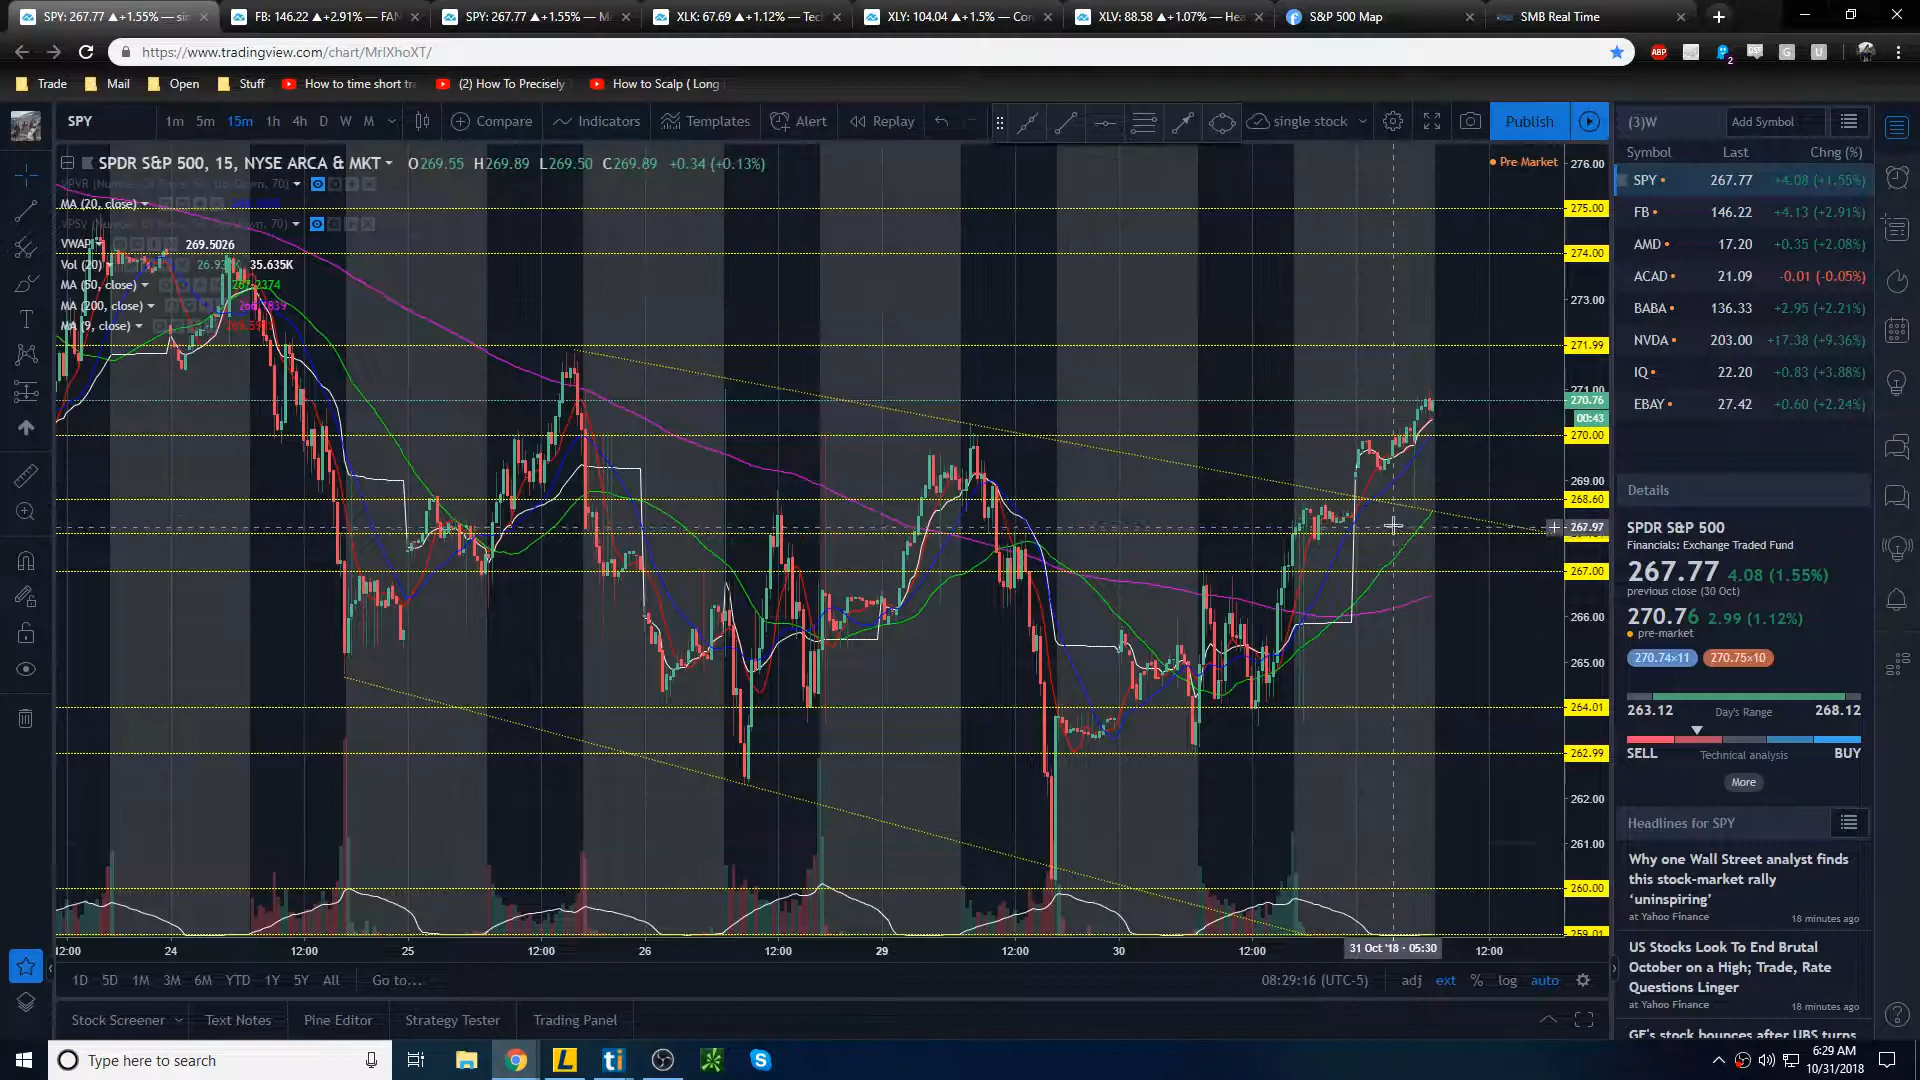 SPY: 267.77 ▲+1.55% — sin
FB: 146.22 ▲+2.91% — FAN
SPY: 267.77 ▲+1.55% — M
XLK: 67.69 ▲+1.12% — Tec
XLY: 104.04 ▲+1.5% — Con
XLV: 88.58 ▲+1.07% — Hea
S&P 500 Map
SMB Real Time
https://www.tradingview.com/chart/MrlXhoXT/
Trade
Mail
Open
Stuff
How to time short tr
(2) How To Precisely
How to Scalp ( Long
SPY
1m 5m 15m 1h 4h D W M
Compare
Indicators
Templates
Alert
Replay
single stock
Publish
(3)W
Add Symbol
SPDR S&P 500, 15, NYSE ARCA & MKT
O269.55 H269.89 L269.50 C269.89 +0.34 (+0.13%)
Pre Market
MA (20, close)
VWAP 269.5026
Vol (20) 35.635K
MA (50, close)
MA (200, close)
MA (9, close)
276.00
275.00
274.00
273.00
271.99
271.00
270.76
00:43
270.00
269.00
268.60
267.97
267.00
266.00
265.00
264.01
262.99
262.00
261.00
260.00
259.01
12:00 24 12:00 25 12:00 26 12:00 29 12:00 30 12:00 31 Oct '18 · 05:30 12:00
1D 5D 1M 3M 6M YTD 1Y 5Y All Go to...
08:29:16 (UTC-5) adj ext % log auto
Stock Screener Text Notes Pine Editor Strategy Tester Trading Panel
Symbol Last Chng (%)
SPY 267.77 +4.08 (+1.55%)
FB 146.22 +4.13 (+2.91%)
AMD 17.20 +0.35 (+2.08%)
ACAD 21.09 -0.01 (-0.05%)
BABA 136.33 +2.95 (+2.21%)
NVDA 203.00 +17.38 (+9.36%)
IQ 22.20 +0.83 (+3.88%)
EBAY 27.42 +0.60 (+2.24%)
Details
SPDR S&P 500
Financials: Exchange Traded Fund
267.77 4.08 (1.55%)
previous close (30 Oct)
270.76 2.99 (1.12%)
pre-market
270.74×11 270.75×10
263.12 Day's Range 268.12
SELL Technical analysis BUY
More
Headlines for SPY
Why one Wall Street analyst finds
this stock-market rally
‘uninspiring’
at Yahoo Finance 18 minutes ago
US Stocks Look To End Brutal
October on a High; Trade, Rate
Questions Linger
at Yahoo Finance 18 minutes ago
GE's stock bounces after UBS turns
Type here to search
6:29 AM
10/31/2018